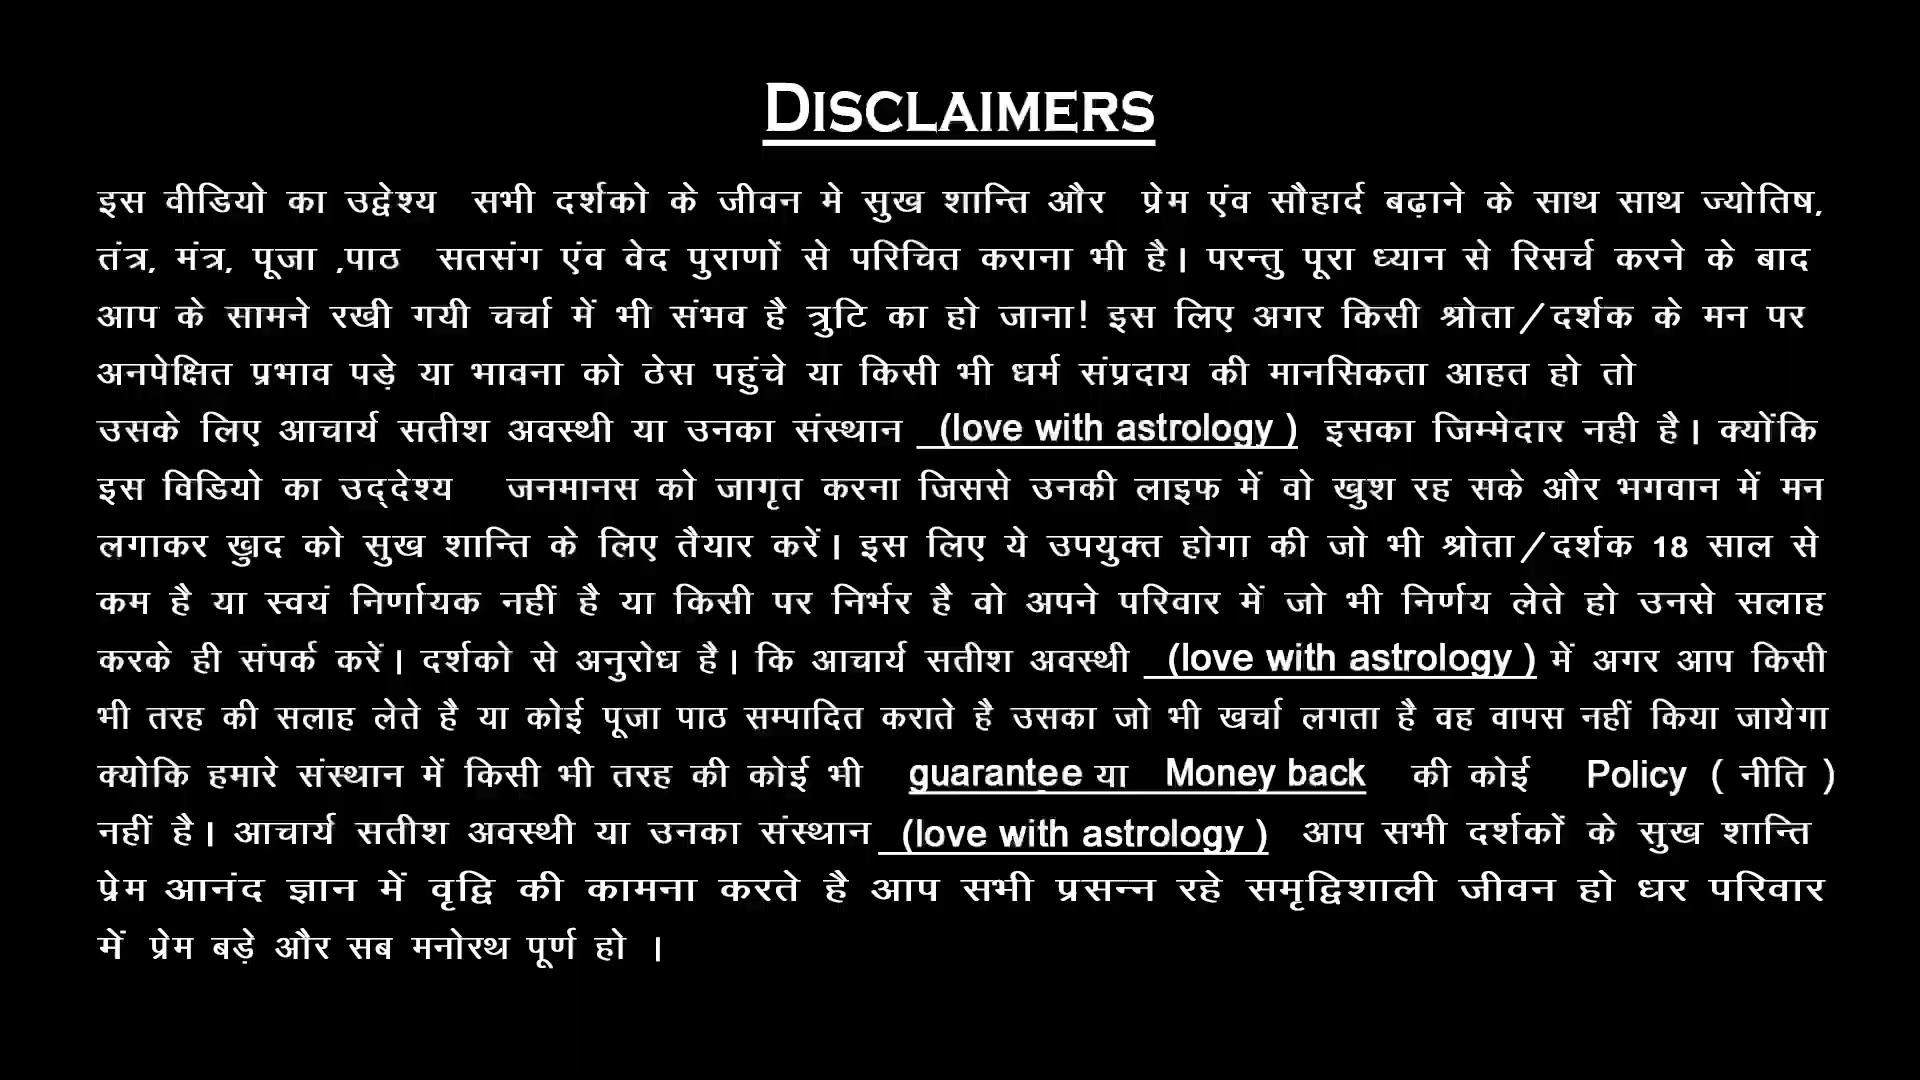 DISCLAIMERS
इस वीडियो का उद्वेश्य सभी दर्शको के जीवन मे सुख शान्ति और प्रेम एंव सौहार्द बढ़ाने के साथ साथ ज्योतिष,
तंत्र, मंत्र, पूजा ,पाठ सतसंग एंव वेद पुराणों से परिचित कराना भी है। परन्तु पूरा ध्यान से रिसर्च करने के बाद
आप के सामने रखी गयी चर्चा में भी संभव है त्रुटि का हो जाना! इस लिए अगर किसी श्रोता/दर्शक के मन पर
अनपेक्षित प्रभाव पड़े या भावना को ठेस पहुंचे या किसी भी धर्म संप्रदाय की मानसिकता आहत हो तो
उसके लिए आचार्य सतीश अवस्थी या उनका संस्थान (love with astrology ) इसका जिम्मेदार नही है। क्योंकि
इस विडियो का उद्‌देश्य जनमानस को जागृत करना जिससे उनकी लाइफ में वो खुश रह सके और भगवान में मन
लगाकर खुद को सुख शान्ति के लिए तैयार करें। इस लिए ये उपयुक्त होगा की जो भी श्रोता/दर्शक 18 साल से
कम है या स्वयं निर्णायक नहीं है या किसी पर निर्भर है वो अपने परिवार में जो भी निर्णय लेते हो उनसे सलाह
करके ही संपर्क करें। दर्शको से अनुरोध है। कि आचार्य सतीश अवस्थी (love with astrology ) में अगर आप किसी
भी तरह की सलाह लेते है या कोई पूजा पाठ सम्पादित कराते है उसका जो भी खर्चा लगता है वह वापस नहीं किया जायेगा
क्योकि हमारे संस्थान में किसी भी तरह की कोई भी guarantee या Money back की कोई Policy ( नीति )
नहीं है। आचार्य सतीश अवस्थी या उनका संस्थान (love with astrology ) आप सभी दर्शकों के सुख शान्ति
प्रेम आनंद ज्ञान में वृद्वि की कामना करते है आप सभी प्रसन्न रहे समृद्विशाली जीवन हो धर परिवार
में प्रेम बड़े और सब मनोरथ पूर्ण हो ।